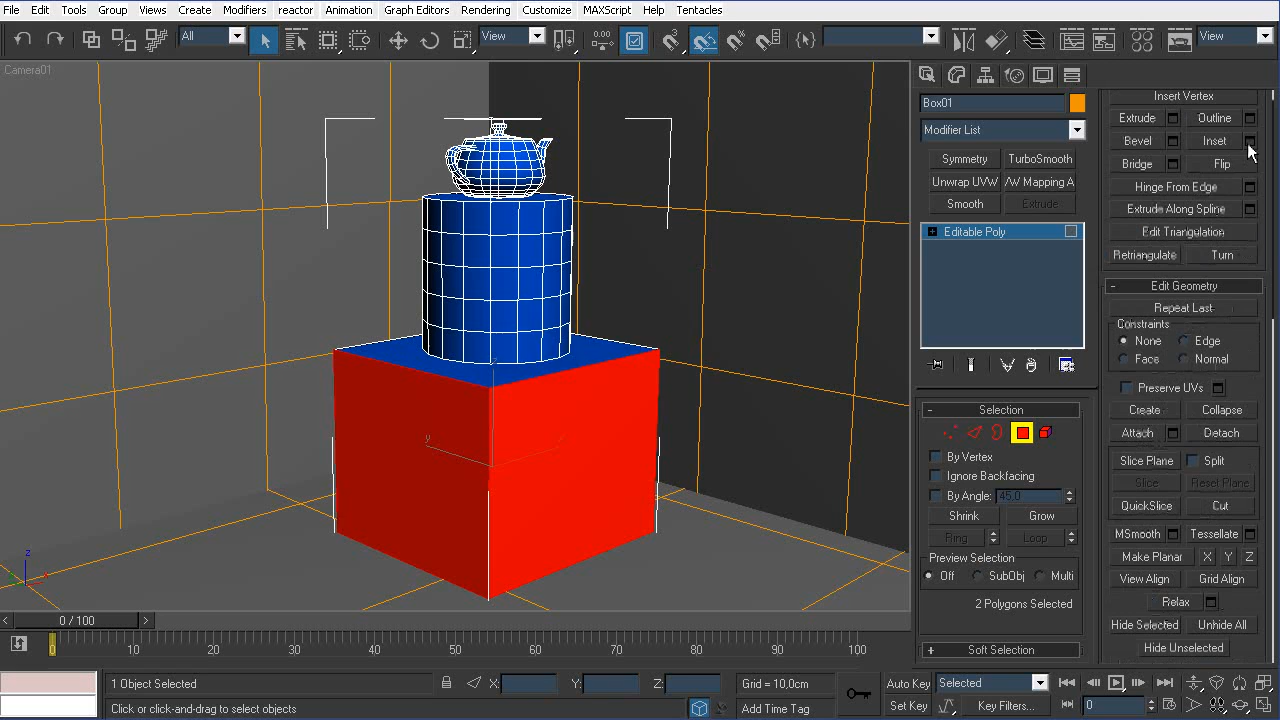 File Edit Tools Group Views Create Modifiers reactor Animation Graph Editors Rendering Customize MAXScript Help Tentacles
All View 0.00 View
Camera01
Box01
Modifier List
Symmetry TurboSmooth
Unwrap UVW /W Mapping A
Smooth Extrude
Editable Poly
Selection
By Vertex
Ignore Backfacing
By Angle: 45.0
Shrink Grow
Ring Loop
Preview Selection
Off SubObj Multi
2 Polygons Selected
Soft Selection
Insert Vertex
Extrude Outline
Bevel Inset
Bridge Flip
Hinge From Edge
Extrude Along Spline
Edit Triangulation
Retriangulate Turn
Edit Geometry
Repeat Last
Constraints
None Edge
Face Normal
Preserve UVs
Create Collapse
Attach Detach
Slice Plane Split
Slice Reset Plane
QuickSlice Cut
MSmooth Tessellate
Make Planar X Y Z
View Align Grid Align
Relax
Hide Selected Unhide All
Hide Unselected
z
y
z
0 / 100
0 10 20 30 40 50 60 70 80 90 100
1 Object Selected X: Y: Z: Grid = 10.0cm Auto Key Selected
Click or click-and-drag to select objects Add Time Tag Set Key Key Filters... 0